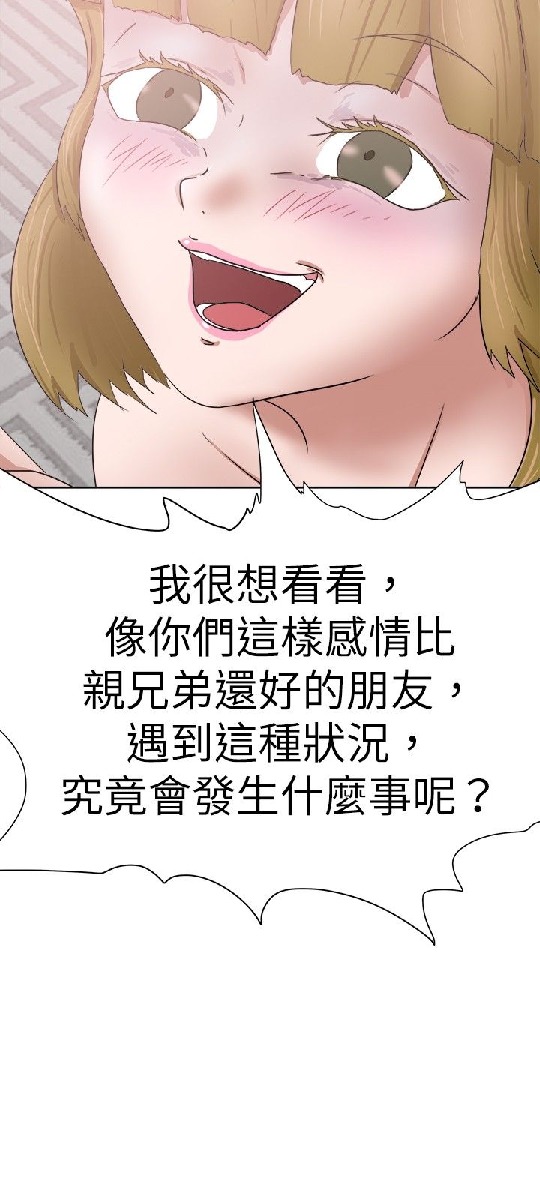 我很想看看，
像你們這樣感情比
親兄弟還好的朋友，
遇到這種狀況，
究竟會發生什麼事呢？